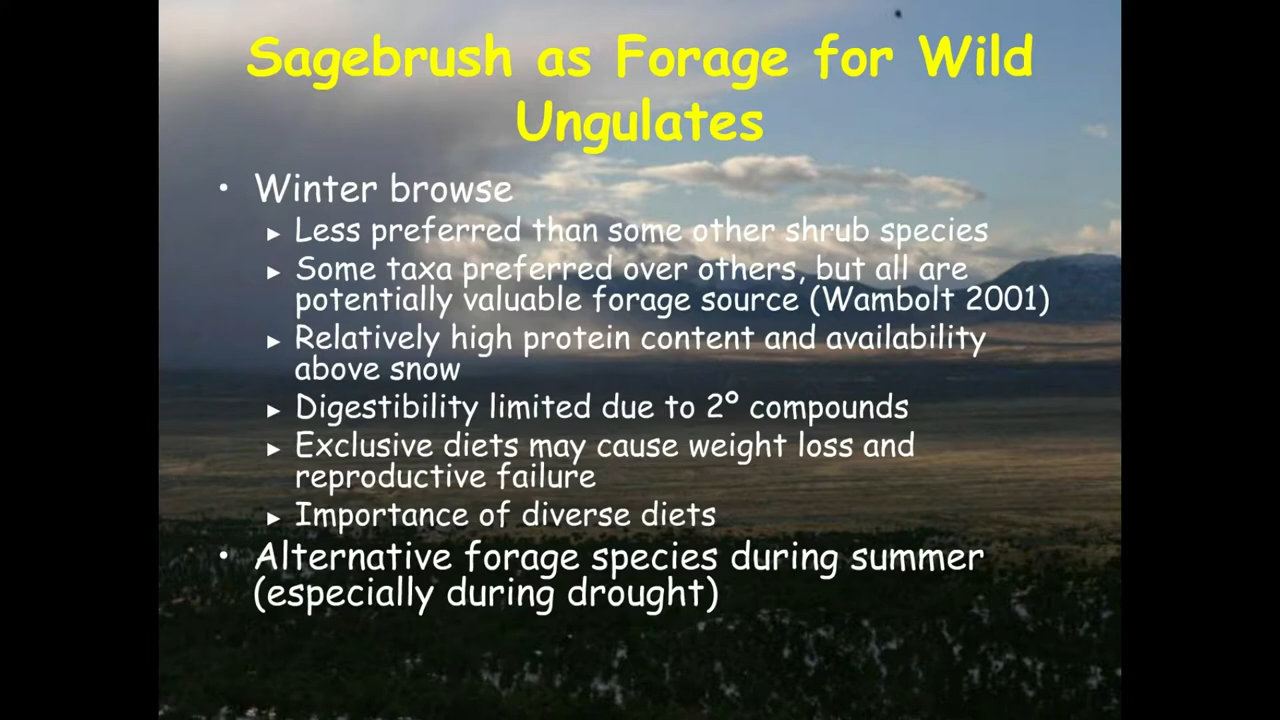 Sagebrush as Forage for Wild
Ungulates
• Winter browse
► Less preferred than some other shrub species
► Some taxa preferred over others, but all are
potentially valuable forage source (Wambolt 2001)
► Relatively high protein content and availability
above snow
► Digestibility limited due to 2º compounds
► Exclusive diets may cause weight loss and
reproductive failure
► Importance of diverse diets
• Alternative forage species during summer
(especially during drought)